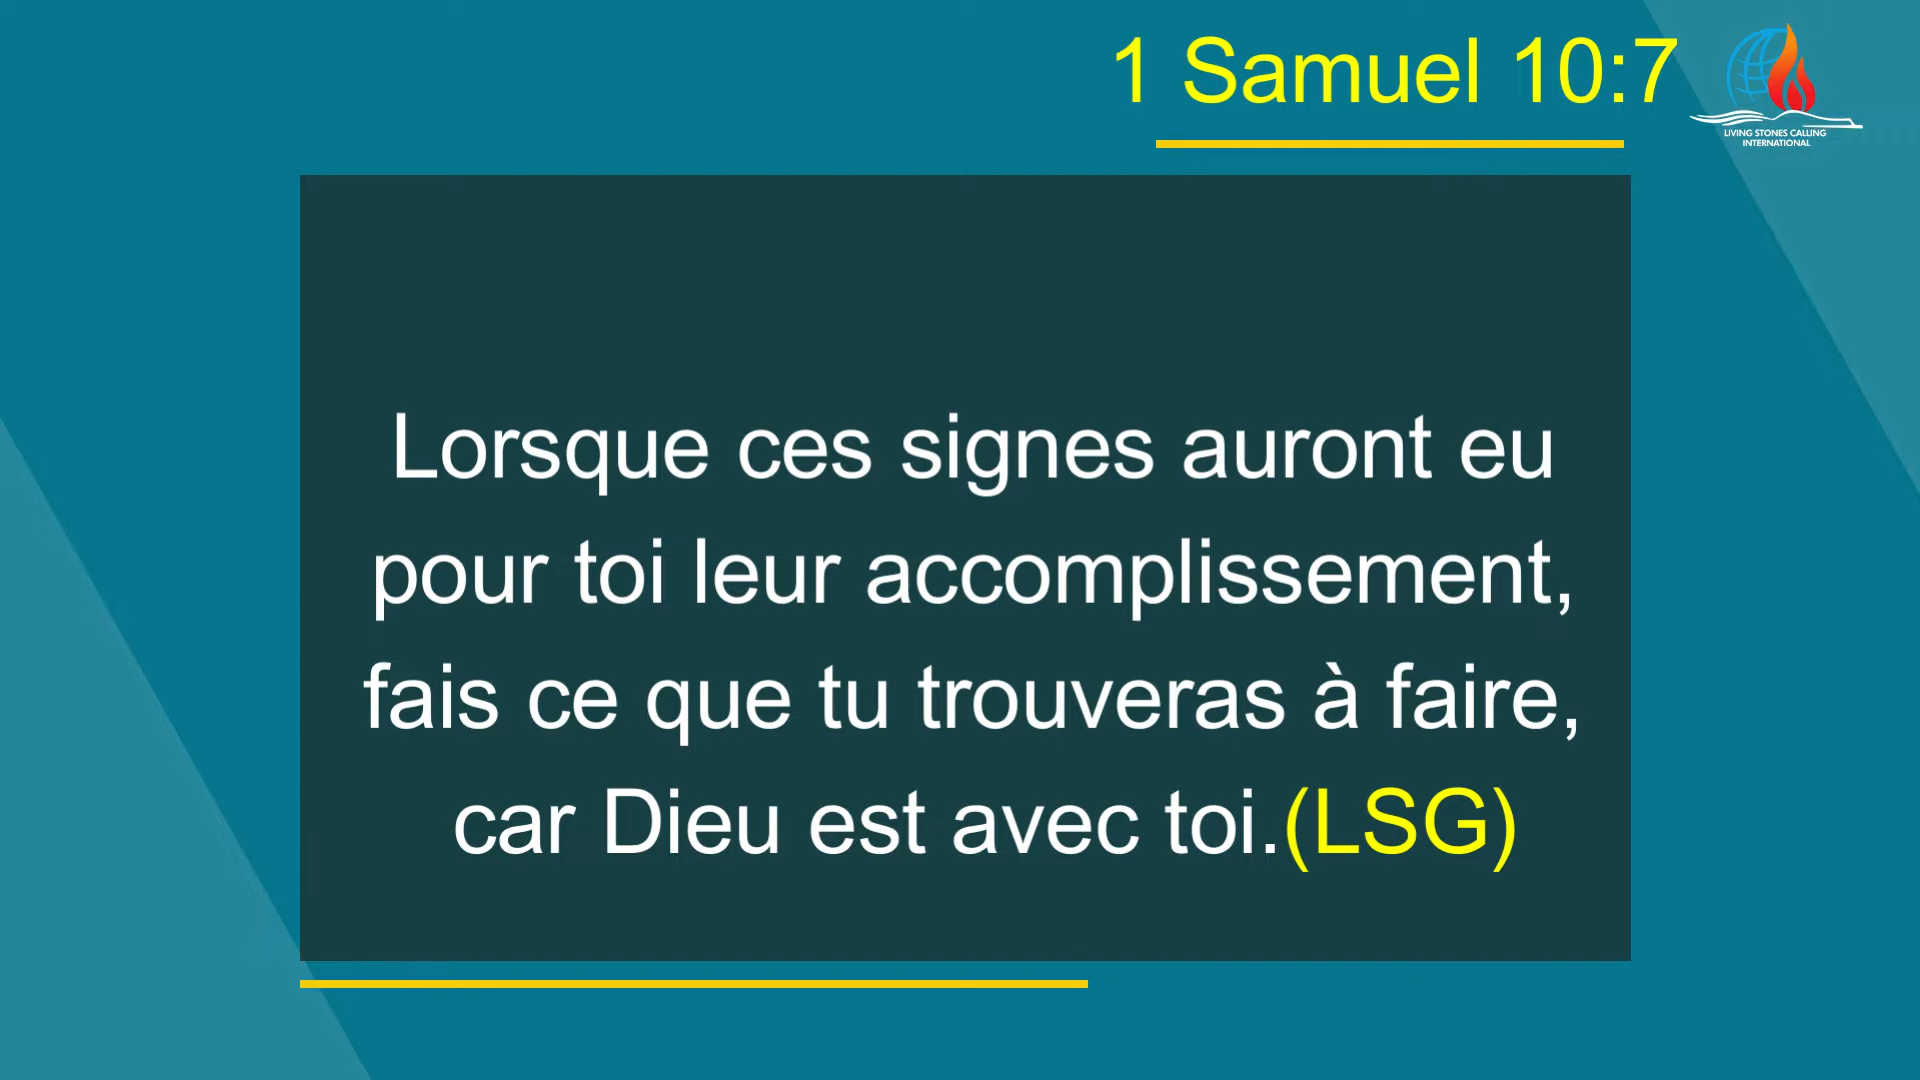 1 Samuel 10:7
LIVING STONES CALLING
INTERNATIONAL
Lorsque ces signes auront eu
pour toi leur accomplissement,
fais ce que tu trouveras à faire,
car Dieu est avec toi.(LSG)